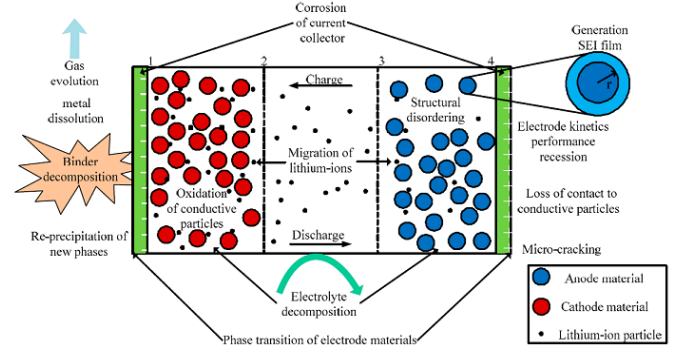 Corrosion
of current
collector
Generation
SEI film
Gas
evolution
metal
dissolution
1
2
3
4
Charge
r
Structural
disordering
Electrode kinetics
performance
recession
Binder
decomposition
Migration of
lithium-ions
Oxidation
of conductive
particles
Loss of contact to
conductive particles
Re-precipitation of
new phases
Discharge
Micro-cracking
Electrolyte
decomposition
Anode material
Cathode material
Lithium-ion particle
Phase transition of electrode materials